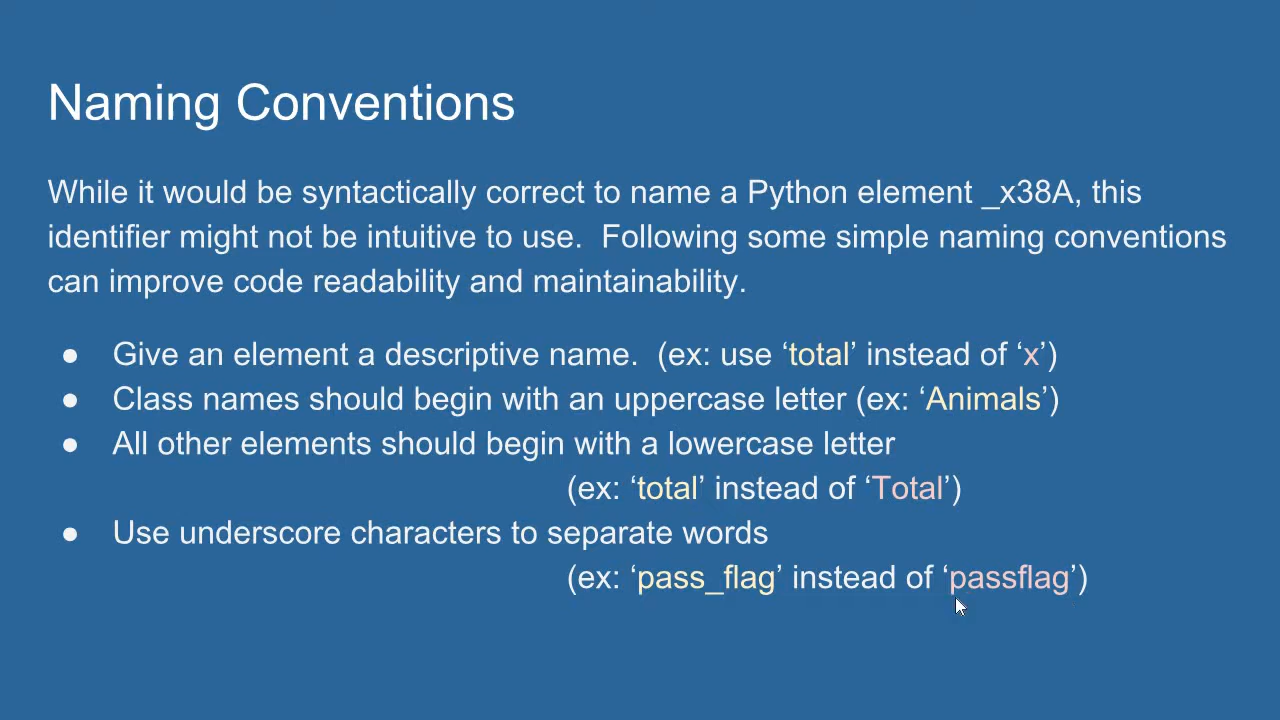 Naming Conventions
While it would be syntactically correct to name a Python element _x38A, this
identifier might not be intuitive to use.  Following some simple naming conventions
can improve code readability and maintainability.
● Give an element a descriptive name.  (ex: use ‘total’ instead of ‘x’)
● Class names should begin with an uppercase letter (ex: ‘Animals’)
● All other elements should begin with a lowercase letter
(ex: ‘total’ instead of ‘Total’)
● Use underscore characters to separate words
(ex: ‘pass_flag’ instead of ‘passflag’)